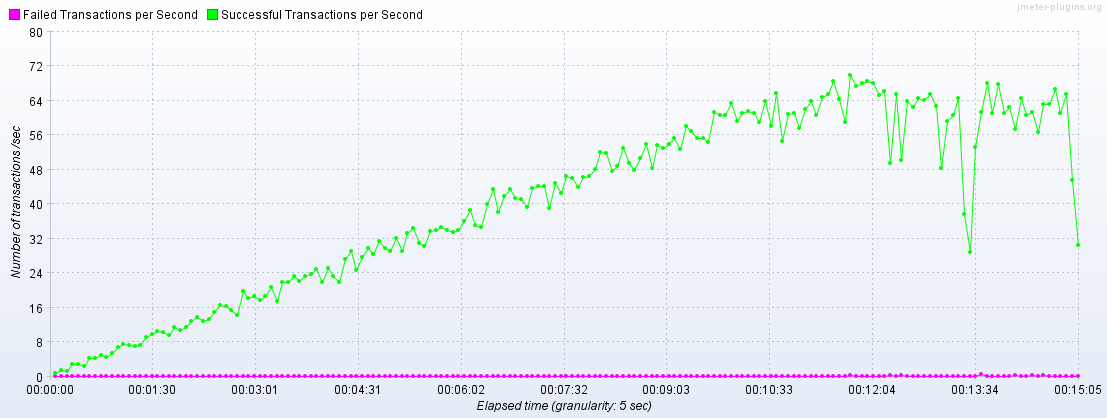 jmeter-plugins.org
Failed Transactions per Second Successful Transactions per Second
80
72
64
56
48
40
32
24
16
8
0
Number of transactions /sec
00:00:00 00:01:30 00:03:01 00:04:31 00:06:02 00:07:32 00:09:03 00:10:33 00:12:04 00:13:34 00:15:05
Elapsed time (granularity: 5 sec)